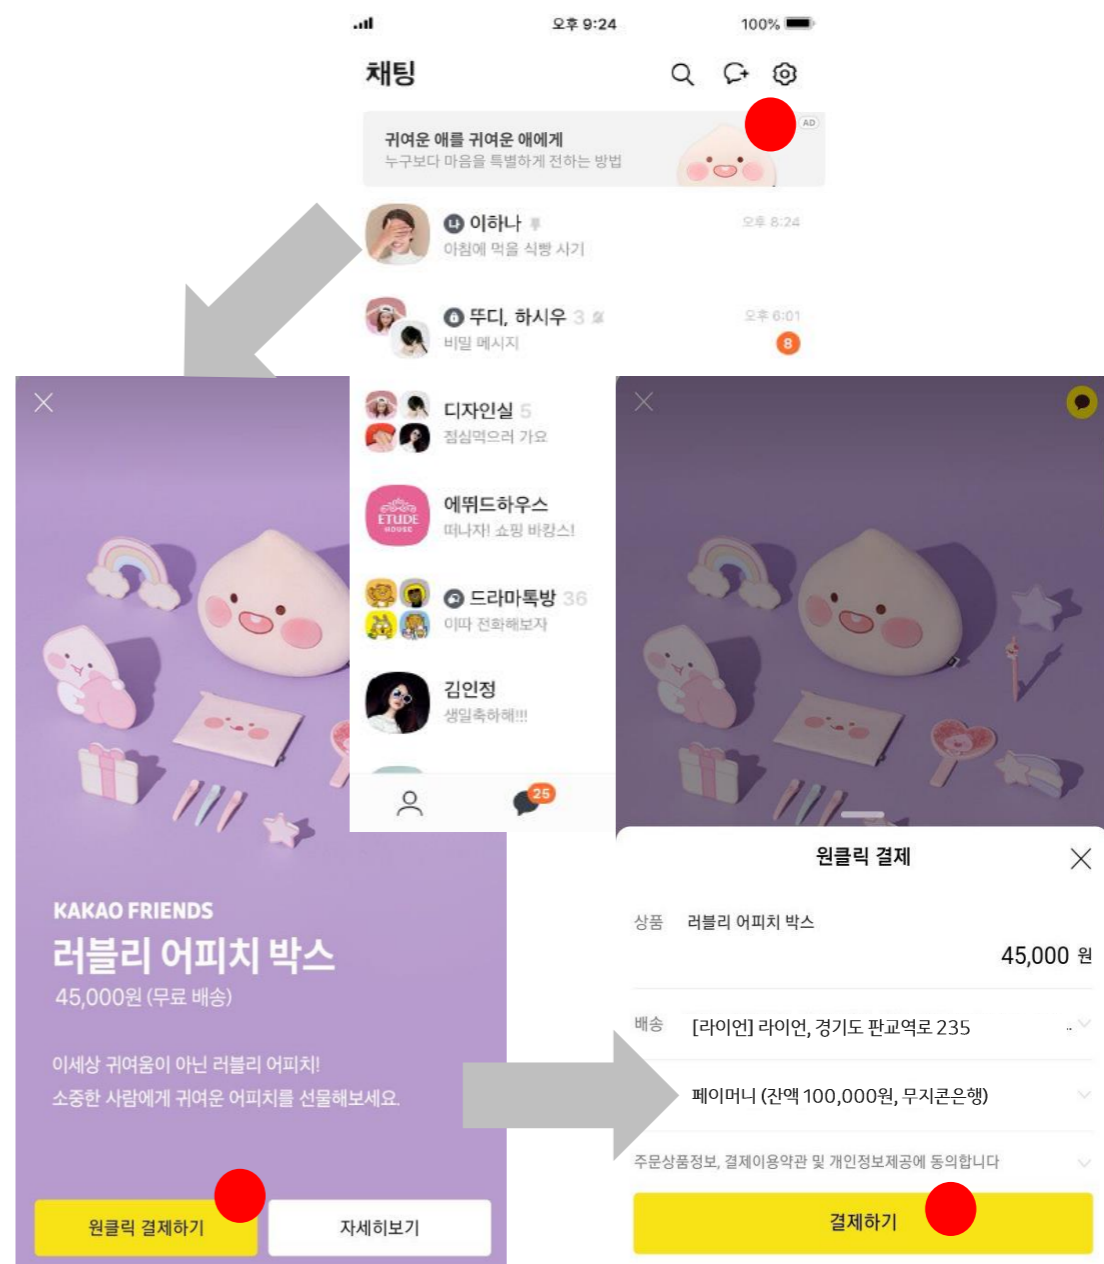 오후 9:24
100%
채팅
귀여운 애를 귀여운 애에게
누구보다 마음을 특별하게 전하는 방법
AD
나 이하나
오후 8:24
아침에 먹을 식빵 사기
뚜디, 하시우 3
오후 6:01
비밀 메시지
8
디자인실 5
점심먹으러 가요
에뛰드하우스
ETUDE
HOUSE
떠나자! 쇼핑 바캉스!
드라마톡방 36
이따 전화해보자
김인정
생일축하해!!!
25
KAKAO FRIENDS
러블리 어피치 박스
45,000원 (무료 배송)
이세상 귀여움이 아닌 러블리 어피치!
소중한 사람에게 귀여운 어피치를 선물해보세요.
원클릭 결제하기
자세히보기
원클릭 결제
상품 러블리 어피치 박스
45,000 원
배송 [라이언] 라이언, 경기도 판교역로 235 ..
페이머니 (잔액 100,000원, 무지콘은행)
주문상품정보, 결제이용약관 및 개인정보제공에 동의합니다
결제하기